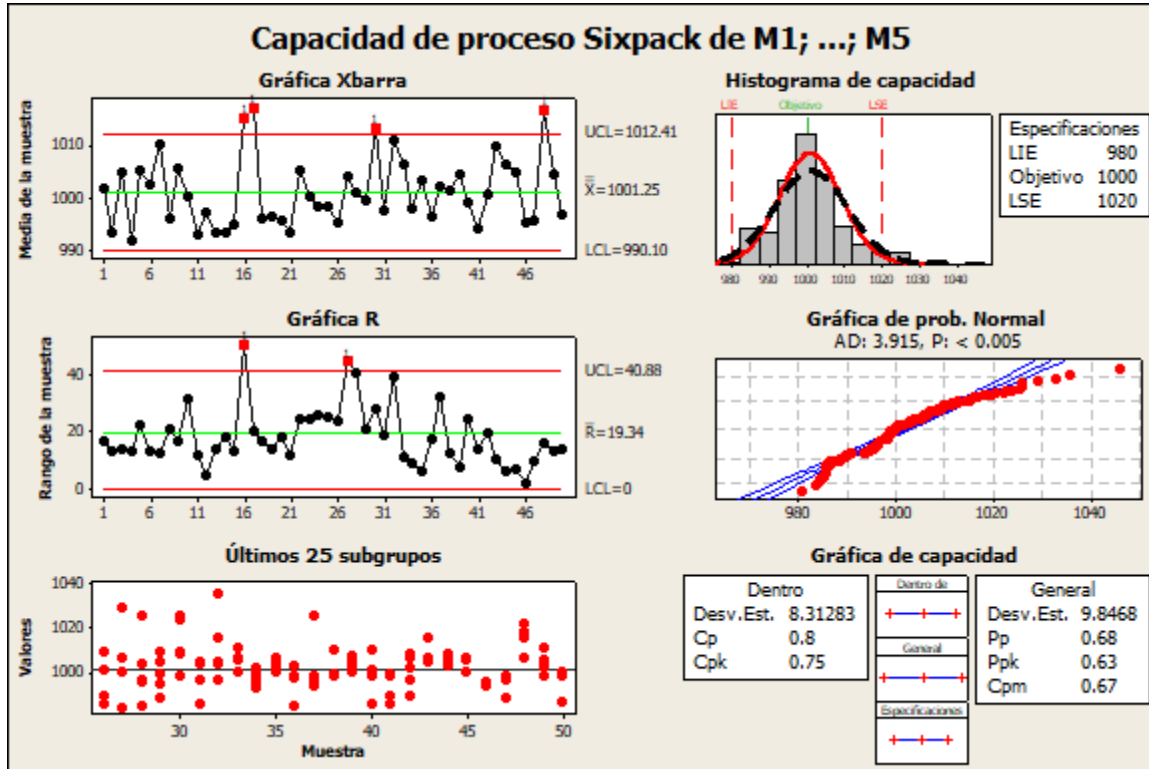 Capacidad de proceso Sixpack de M1; ...; M5
Gráfica Xbarra
Media de la muestra
1010
1000
990
1 6 11 16 21 26 31 36 41 46
UCL=1012.41
X=1001.25
LCL=990.10
Gráfica R
Rango de la muestra
40
20
0
1 6 11 16 21 26 31 36 41 46
UCL=40.88
R=19.34
LCL=0
Últimos 25 subgrupos
Valores
1040
1020
1000
30 35 40 45 50
Muestra
Histograma de capacidad
LIE Objetivo LSE
980 990 1000 1010 1020 1030 1040
Especificaciones
LIE 980
Objetivo 1000
LSE 1020
Gráfica de prob. Normal
AD: 3.915, P: < 0.005
980 1000 1020 1040
Gráfica de capacidad
Dentro
Desv.Est. 8.31283
Cp 0.8
Cpk 0.75
Dentro de
General
Especificaciones
General
Desv.Est. 9.8468
Pp 0.68
Ppk 0.63
Cpm 0.67